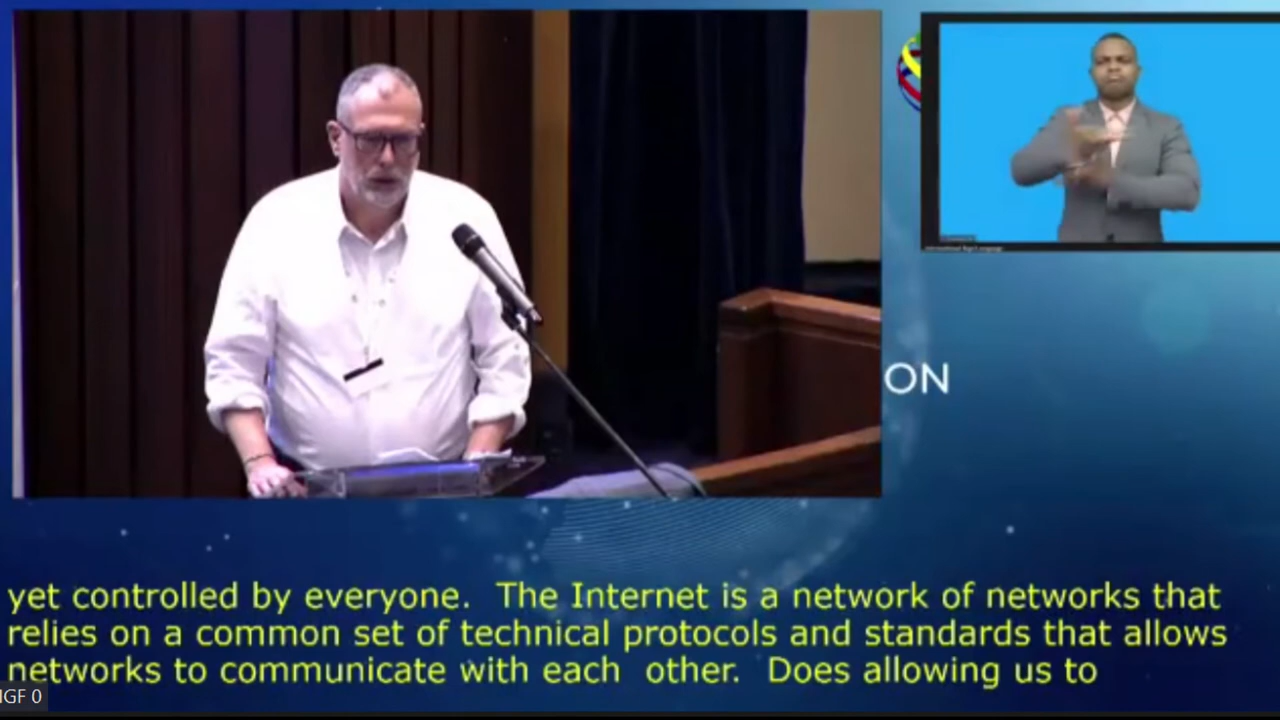 ON
yet controlled by everyone.  The Internet is a network of networks that
relies on a common set of technical protocols and standards that allows
networks to communicate with each  other.  Does allowing us to
IGF 0